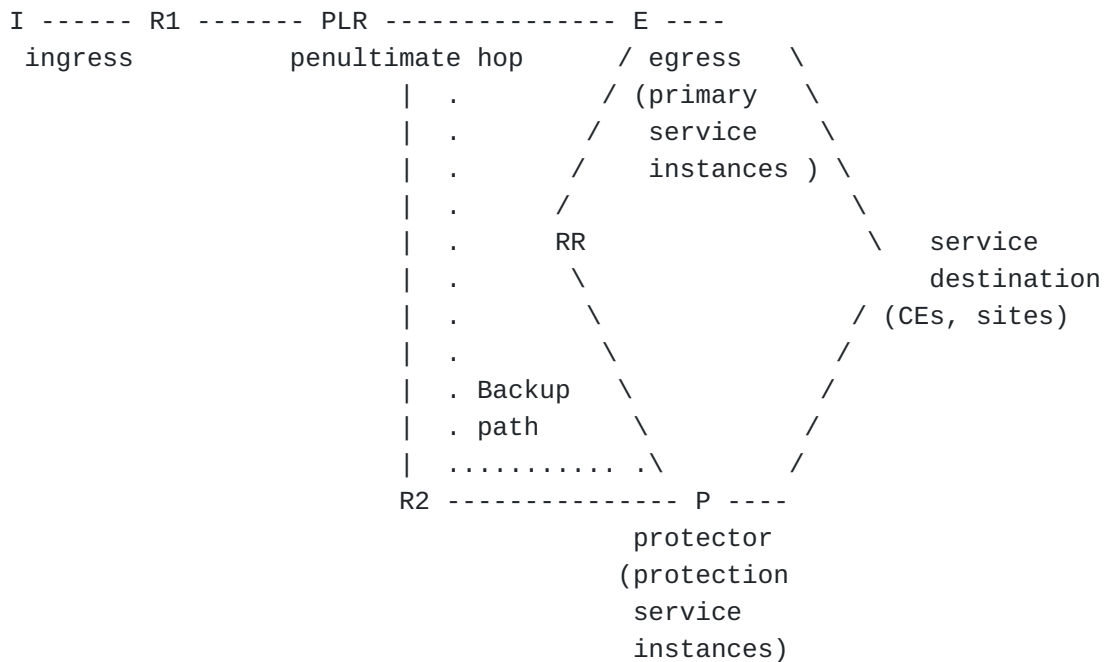 I ------ R1 ------- PLR --------------- E ----
ingress penultimate hop / egress \
| . / (primary \
| . / service \
| . / instances ) \
| . / \
| . RR \ service
| . \ destination
| . \ / (CEs, sites)
| . \ /
| . Backup \ /
| . path \ /
| ........... .\ /
R2 --------------- P ----
protector
(protection
service
instances)